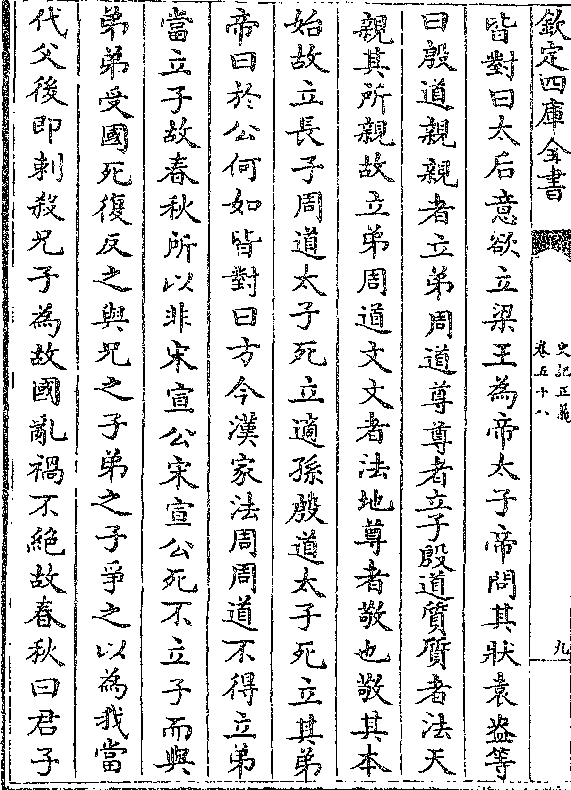 欽定四庫全書
史記正義
卷五十八
九
皆對曰太后意欲立梁王為帝太子帝問其狀袁盎等
曰殷道親親者立弟周道尊尊者立子殷道質質者法天
親其所親故立弟周道文文者法地尊者敬也敬其本
始故立長子周道太子死立適孫殷道太子死立其弟
帝曰於公何如皆對曰方今漢家法周周道不得立弟
當立子故春秋所以非宋宣公宋宣公死不立子而與
弟弟受國死復反之與兄之子弟之子爭之以為我當
代父後即刺殺兄子為故國亂禍不絕故春秋曰君子